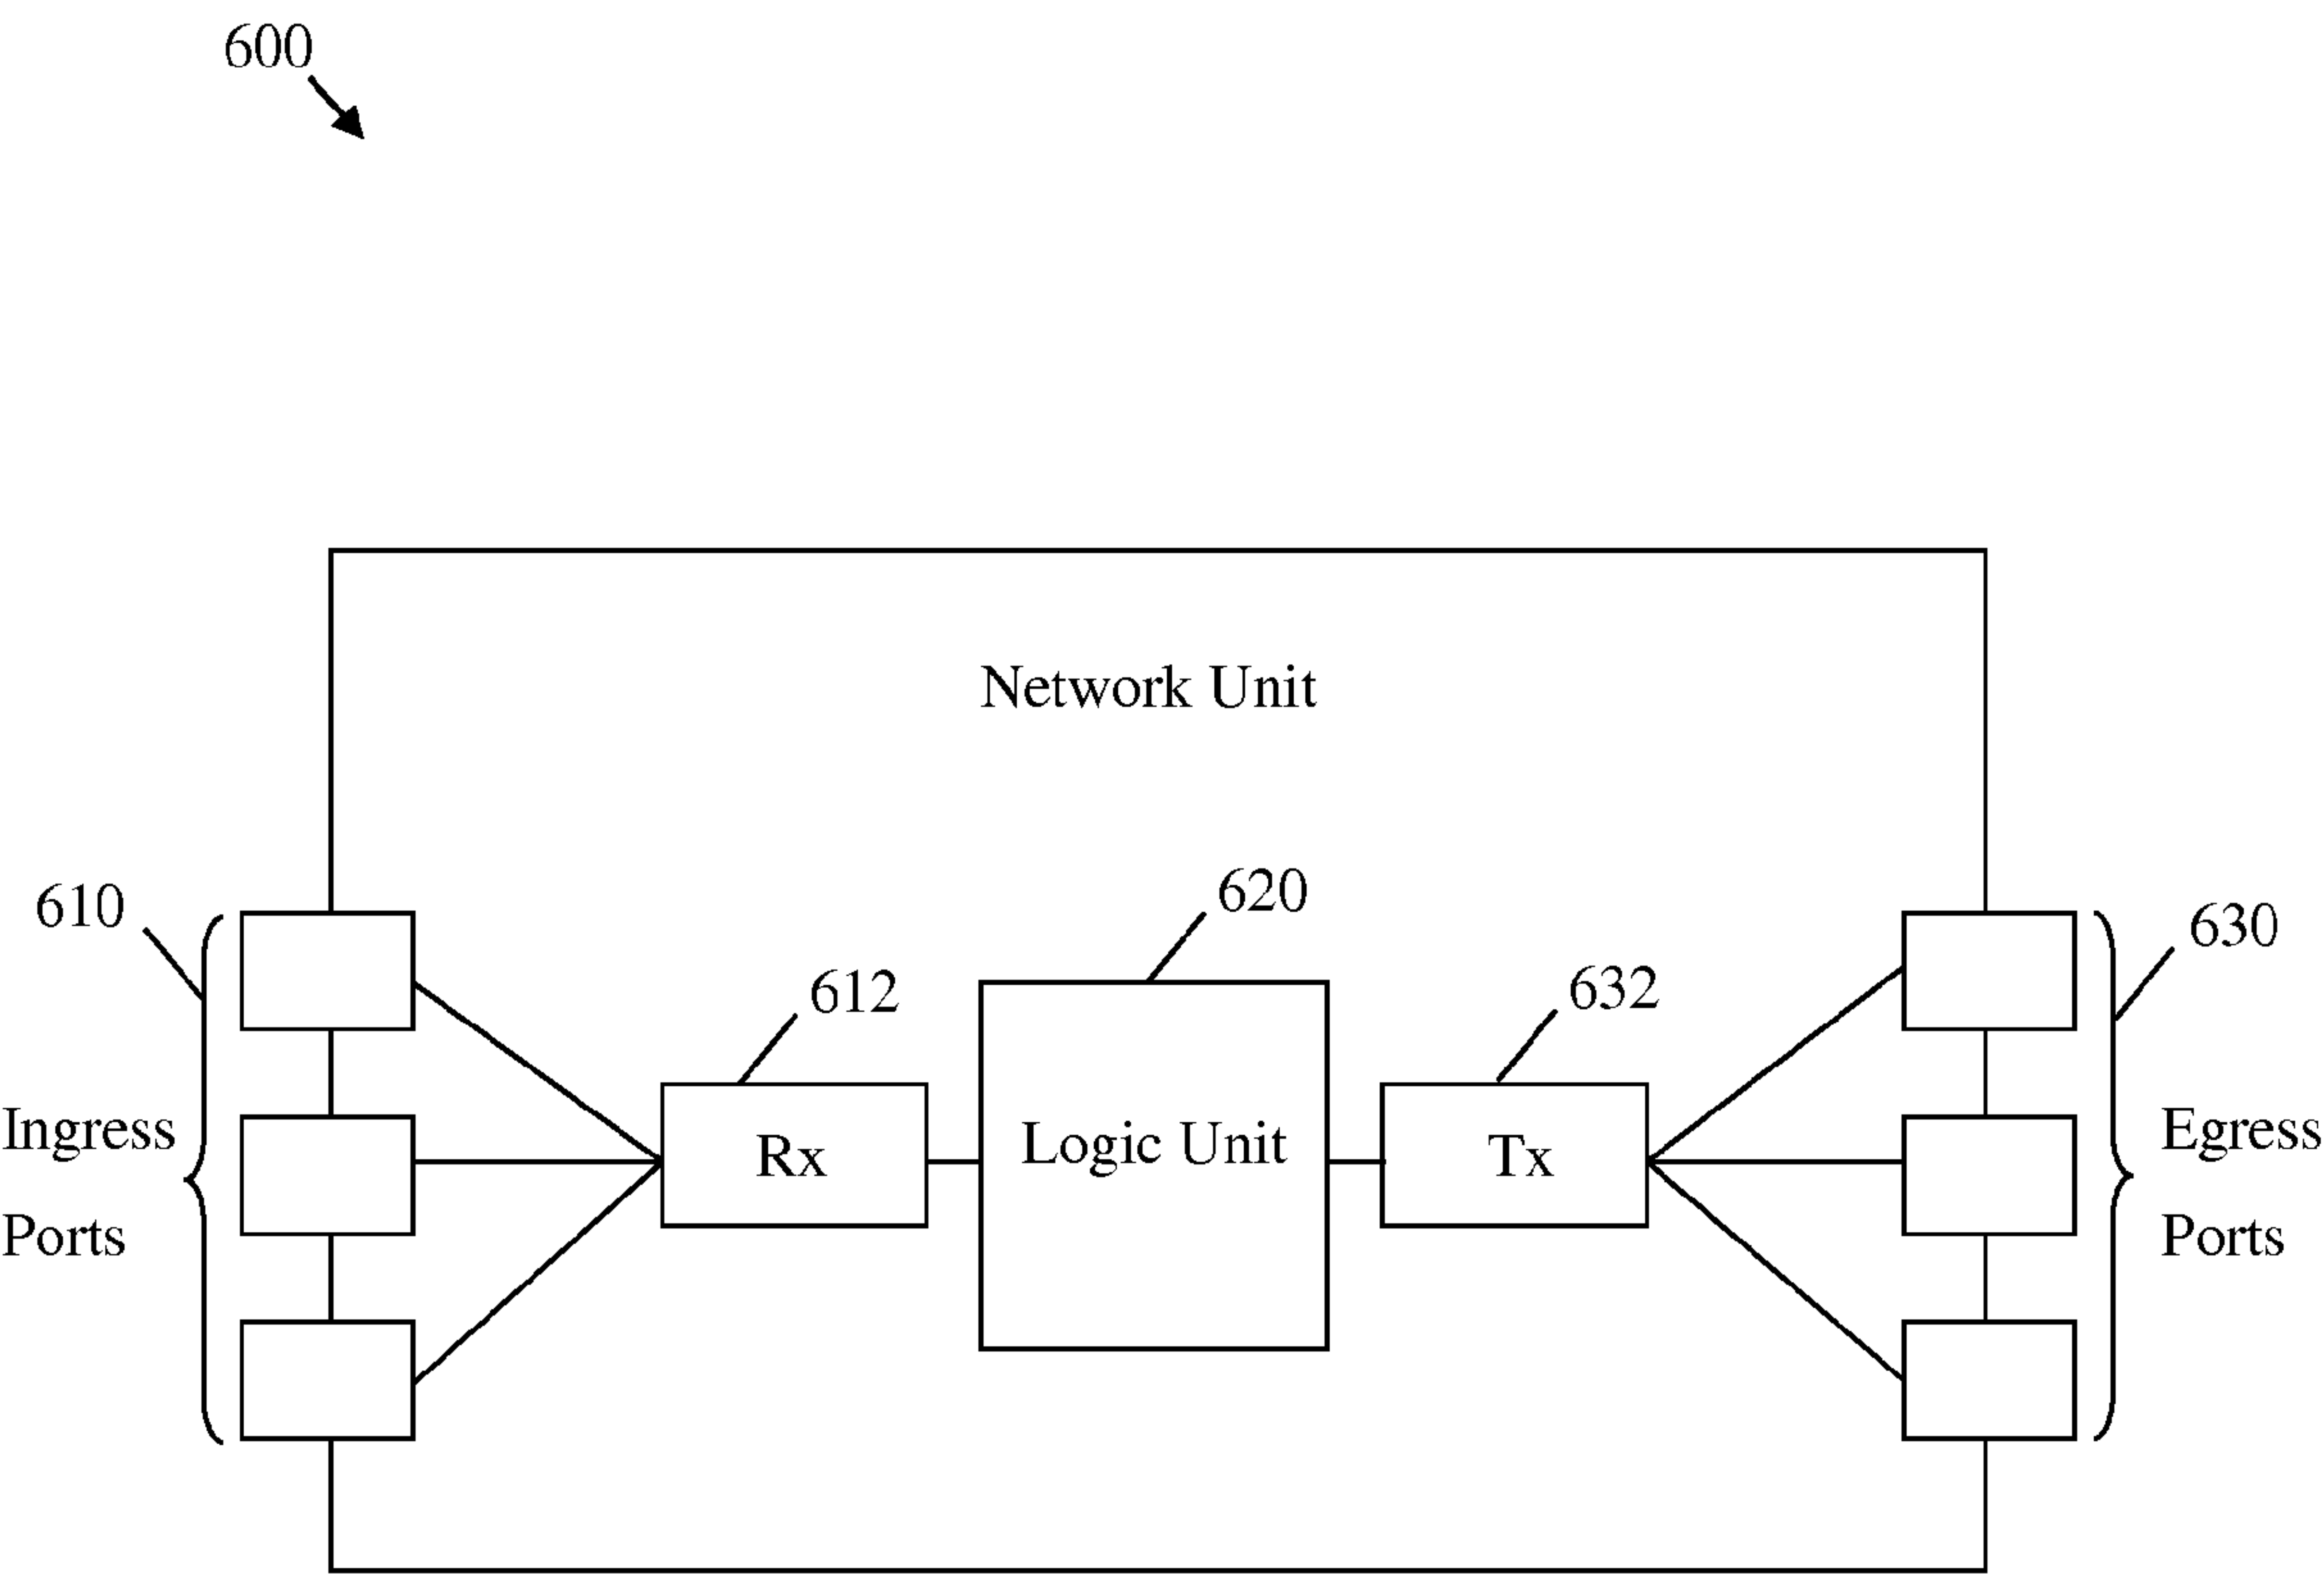 600
Network Unit
610
620
630
612
632
Ingress
Ports
Rx
Logic Unit
Tx
Egress
Ports